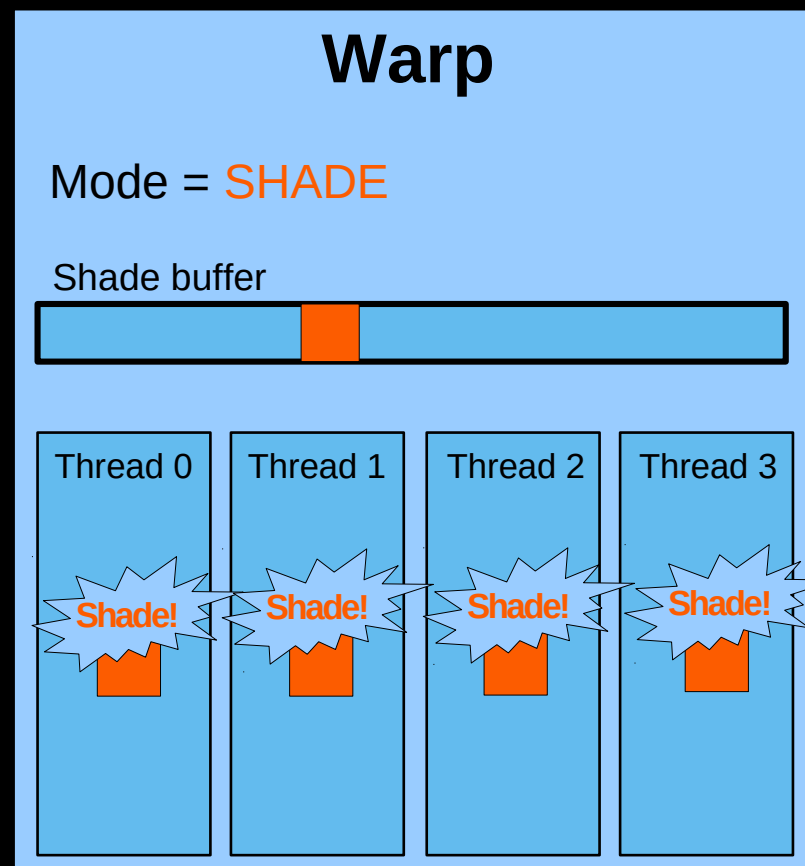 Warp
Mode = SHADE
Shade buffer
Thread 0 Thread 1 Thread 2 Thread 3
Shade! Shade! Shade! Shade!